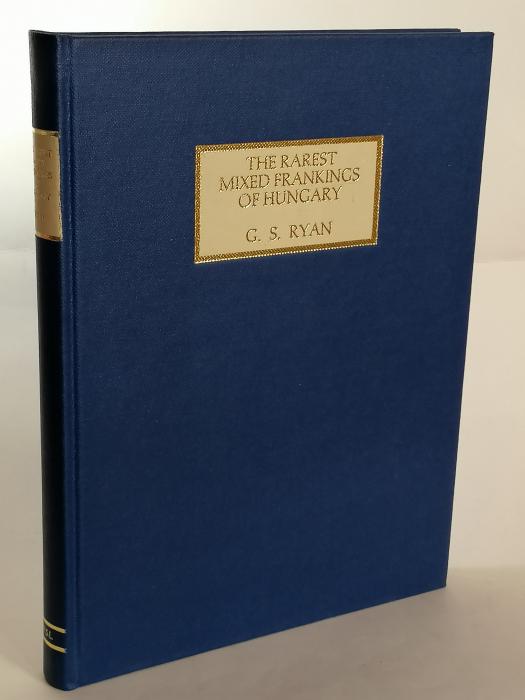 THE RAREST
MIXED FRANKINGS
OF HUNGARY
G. S. RYAN